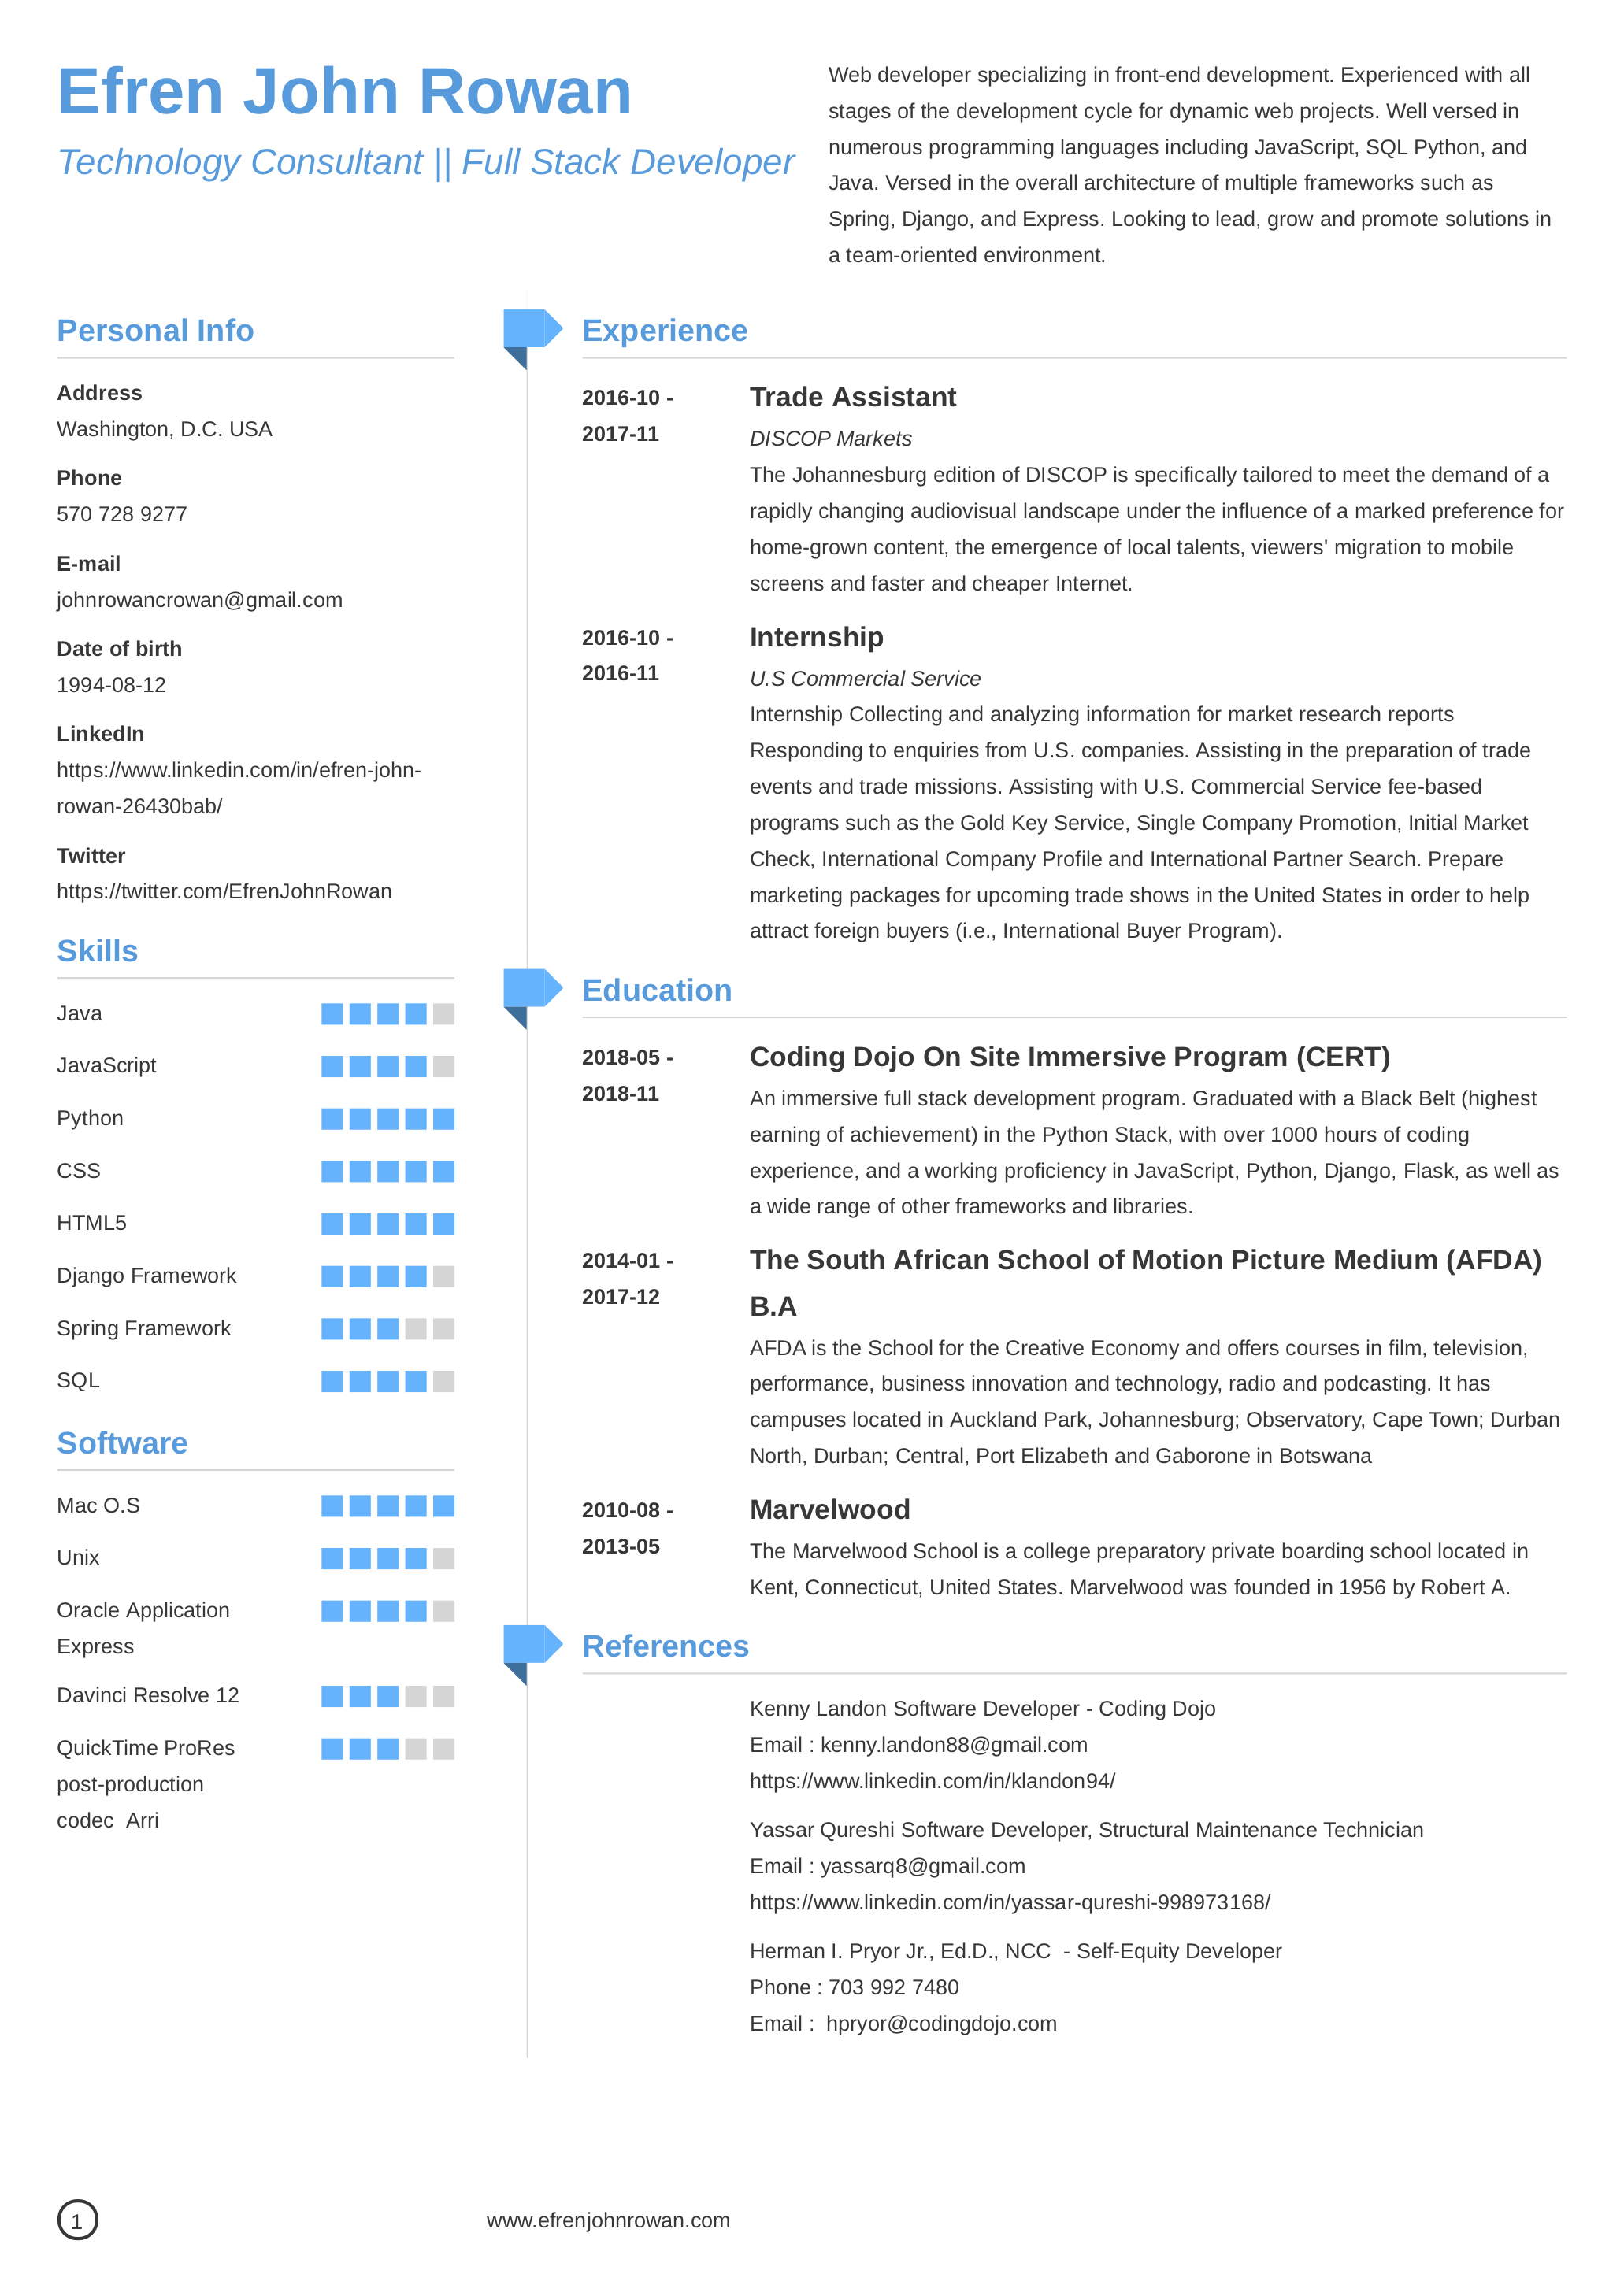 Efren John Rowan
Technology Consultant || Full Stack Developer
Web developer specializing in front-end development. Experienced with all
stages of the development cycle for dynamic web projects. Well versed in
numerous programming languages including JavaScript, SQL Python, and
Java. Versed in the overall architecture of multiple frameworks such as
Spring, Django, and Express. Looking to lead, grow and promote solutions in
a team-oriented environment.
Personal Info
Address
Washington, D.C. USA
Phone
570 728 9277
E-mail
johnrowancrowan@gmail.com
Date of birth
1994-08-12
LinkedIn
https://www.linkedin.com/in/efren-john-
rowan-26430bab/
Twitter
https://twitter.com/EfrenJohnRowan
Skills
Java
JavaScript
Python
CSS
HTML5
Django Framework
Spring Framework
SQL
Software
Mac O.S
Unix
Oracle Application
Express
Davinci Resolve 12
QuickTime ProRes
post-production
codec  Arri
Experience
2016-10 -
2017-11
Trade Assistant
DISCOP Markets
The Johannesburg edition of DISCOP is specifically tailored to meet the demand of a
rapidly changing audiovisual landscape under the influence of a marked preference for
home-grown content, the emergence of local talents, viewers' migration to mobile
screens and faster and cheaper Internet.
2016-10 -
2016-11
Internship
U.S Commercial Service
Internship Collecting and analyzing information for market research reports
Responding to enquiries from U.S. companies. Assisting in the preparation of trade
events and trade missions. Assisting with U.S. Commercial Service fee-based
programs such as the Gold Key Service, Single Company Promotion, Initial Market
Check, International Company Profile and International Partner Search. Prepare
marketing packages for upcoming trade shows in the United States in order to help
attract foreign buyers (i.e., International Buyer Program).
Education
2018-05 -
2018-11
Coding Dojo On Site Immersive Program (CERT)
An immersive full stack development program. Graduated with a Black Belt (highest
earning of achievement) in the Python Stack, with over 1000 hours of coding
experience, and a working proficiency in JavaScript, Python, Django, Flask, as well as
a wide range of other frameworks and libraries.
2014-01 -
2017-12
The South African School of Motion Picture Medium (AFDA)
B.A
AFDA is the School for the Creative Economy and offers courses in film, television,
performance, business innovation and technology, radio and podcasting. It has
campuses located in Auckland Park, Johannesburg; Observatory, Cape Town; Durban
North, Durban; Central, Port Elizabeth and Gaborone in Botswana
2010-08 -
2013-05
Marvelwood
The Marvelwood School is a college preparatory private boarding school located in
Kent, Connecticut, United States. Marvelwood was founded in 1956 by Robert A.
References
Kenny Landon Software Developer - Coding Dojo
Email : kenny.landon88@gmail.com
https://www.linkedin.com/in/klandon94/
Yassar Qureshi Software Developer, Structural Maintenance Technician
Email : yassarq8@gmail.com
https://www.linkedin.com/in/yassar-qureshi-998973168/
Herman I. Pryor Jr., Ed.D., NCC  - Self-Equity Developer
Phone : 703 992 7480
Email :  hpryor@codingdojo.com
1
www.efrenjohnrowan.com